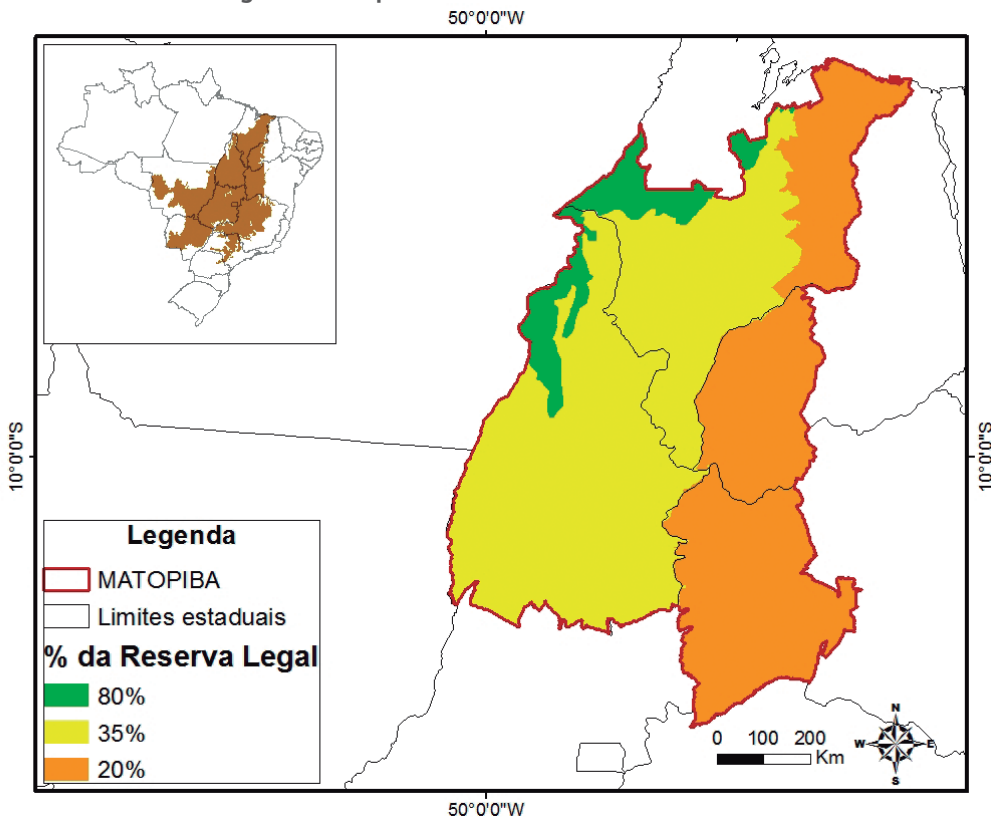 50°0'0"W
10°0'0"S
10°0'0"S
Legenda
MATOPIBA
Limites estaduais
% da Reserva Legal
80%
35%
20%
N
W
E
S
0 100 200
Km
50°0'0"W